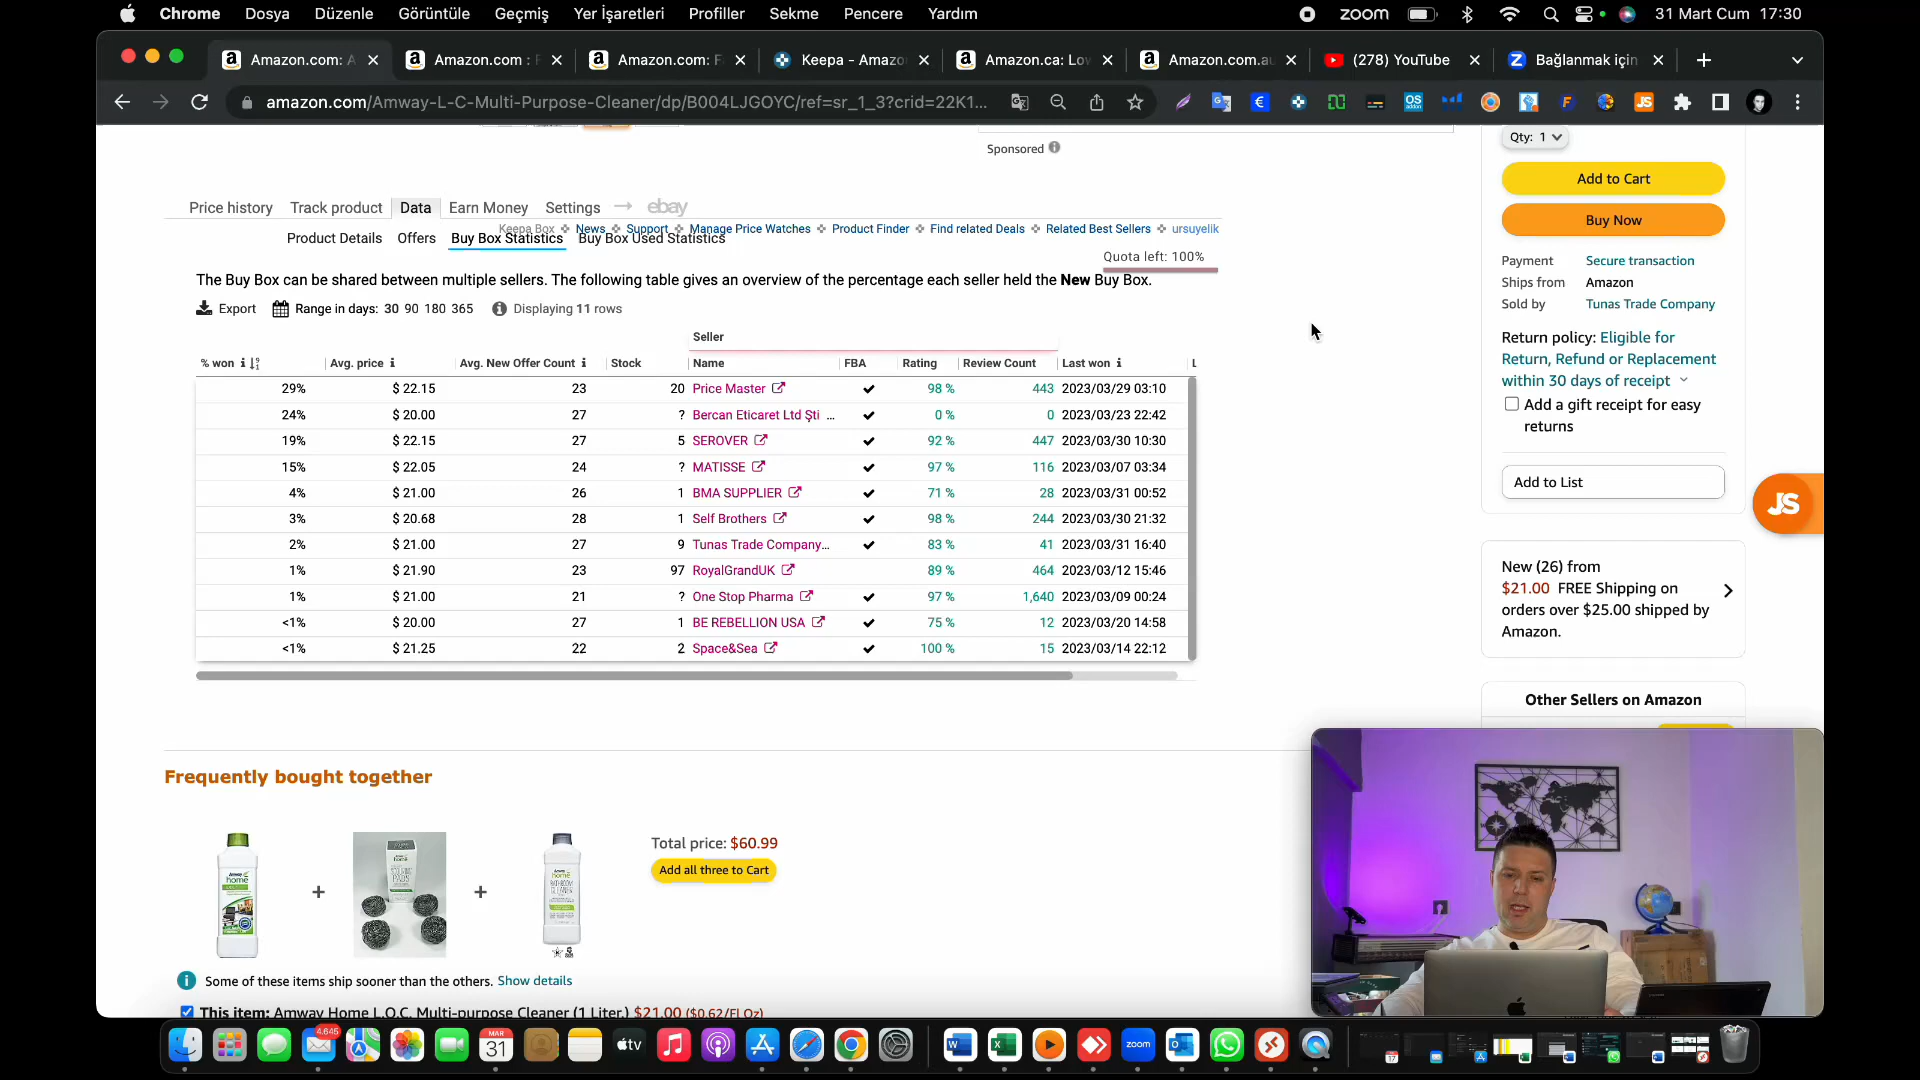 Chrome Dosya Düzenle Görüntüle Geçmiş Yer İşaretleri Profiller Sekme Pencere Yardım zoom 31 Mart Cum 17:30
Amazon.com: A Amazon.com : F Amazon.com: F Keepa - Amazo Amazon.ca: Lov Amazon.com.au (278) YouTube Bağlanmak için
amazon.com/Amway-L-C-Multi-Purpose-Cleaner/dp/B004LJGOYC/ref=sr_1_3?crid=22K1...
Sponsored
Price history Track product Data Earn Money Settings ebay
Keepa Box News Support Manage Price Watches Product Finder Find related Deals Related Best Sellers ursuyelik
Product Details Offers Buy Box Statistics Buy Box Used Statistics
Quota left: 100%
The Buy Box can be shared between multiple sellers. The following table gives an overview of the percentage each seller held the New Buy Box.
Export Range in days: 30 90 180 365 Displaying 11 rows
Seller
% won Avg. price Avg. New Offer Count Stock Name FBA Rating Review Count Last won L
29% $ 22.15 23 20 Price Master 98 % 443 2023/03/29 03:10
24% $ 20.00 27 ? Bercan Eticaret Ltd Şti ... 0 % 0 2023/03/23 22:42
19% $ 22.15 27 5 SEROVER 92 % 447 2023/03/30 10:30
15% $ 22.05 24 ? MATISSE 97 % 116 2023/03/07 03:34
4% $ 21.00 26 1 BMA SUPPLIER 71 % 28 2023/03/31 00:52
3% $ 20.68 28 1 Self Brothers 98 % 244 2023/03/30 21:32
2% $ 21.00 27 9 Tunas Trade Company... 83 % 41 2023/03/31 16:40
1% $ 21.90 23 97 RoyalGrandUK 89 % 464 2023/03/12 15:46
1% $ 21.00 21 ? One Stop Pharma 97 % 1,640 2023/03/09 00:24
<1% $ 20.00 27 1 BE REBELLION USA 75 % 12 2023/03/20 14:58
<1% $ 21.25 22 2 Space&Sea 100 % 15 2023/03/14 22:12
Qty: 1
Add to Cart
Buy Now
Payment Secure transaction
Ships from Amazon
Sold by Tunas Trade Company
Return policy: Eligible for
Return, Refund or Replacement
within 30 days of receipt
Add a gift receipt for easy
returns
Add to List
JS
New (26) from
$21.00 FREE Shipping on
orders over $25.00 shipped by
Amazon.
Other Sellers on Amazon
Frequently bought together
+ +
Total price: $60.99
Add all three to Cart
Some of these items ship sooner than the others. Show details
This item: Amway Home L.O.C. Multi-purpose Cleaner (1 Liter.) $21.00 ($0.62/Fl Oz)
4.645 MAR 31 tv zoom